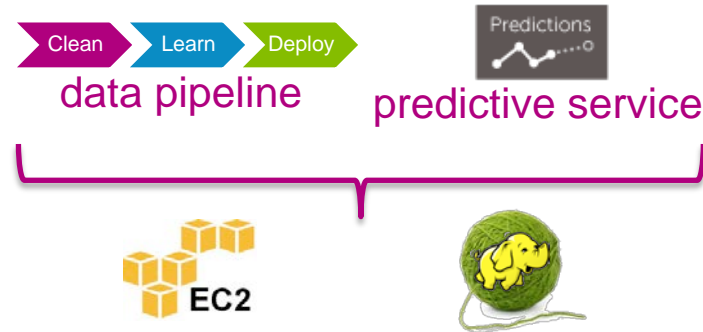 Clean Learn Deploy
Predictions
data pipeline
predictive service
EC2